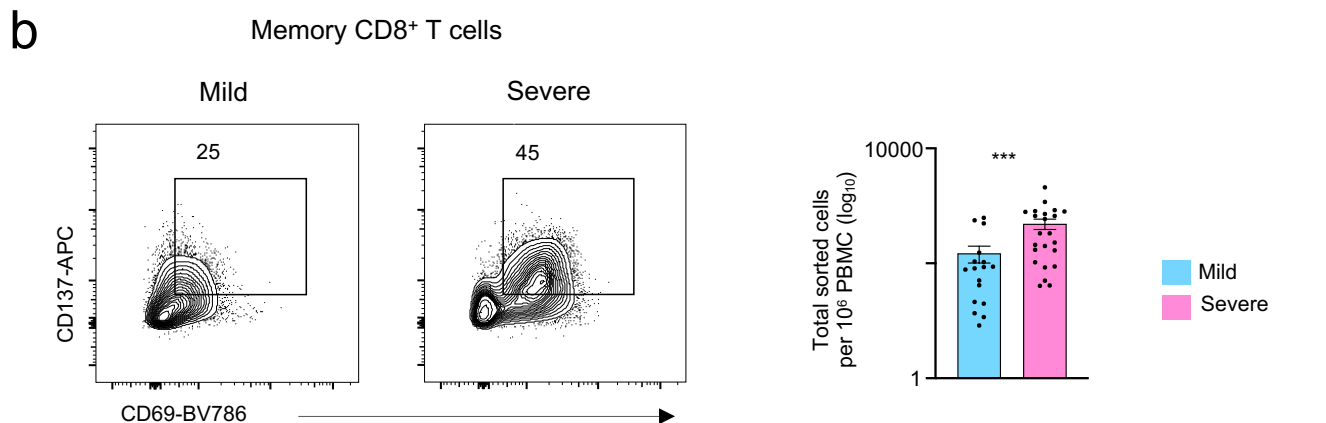 b
Memory CD8⁺ T cells
Mild
Severe
25
45
CD137-APC
CD69-BV786
Total sorted cells
per 10⁶ PBMC (log₁₀)
10000
***
1
Mild
Severe